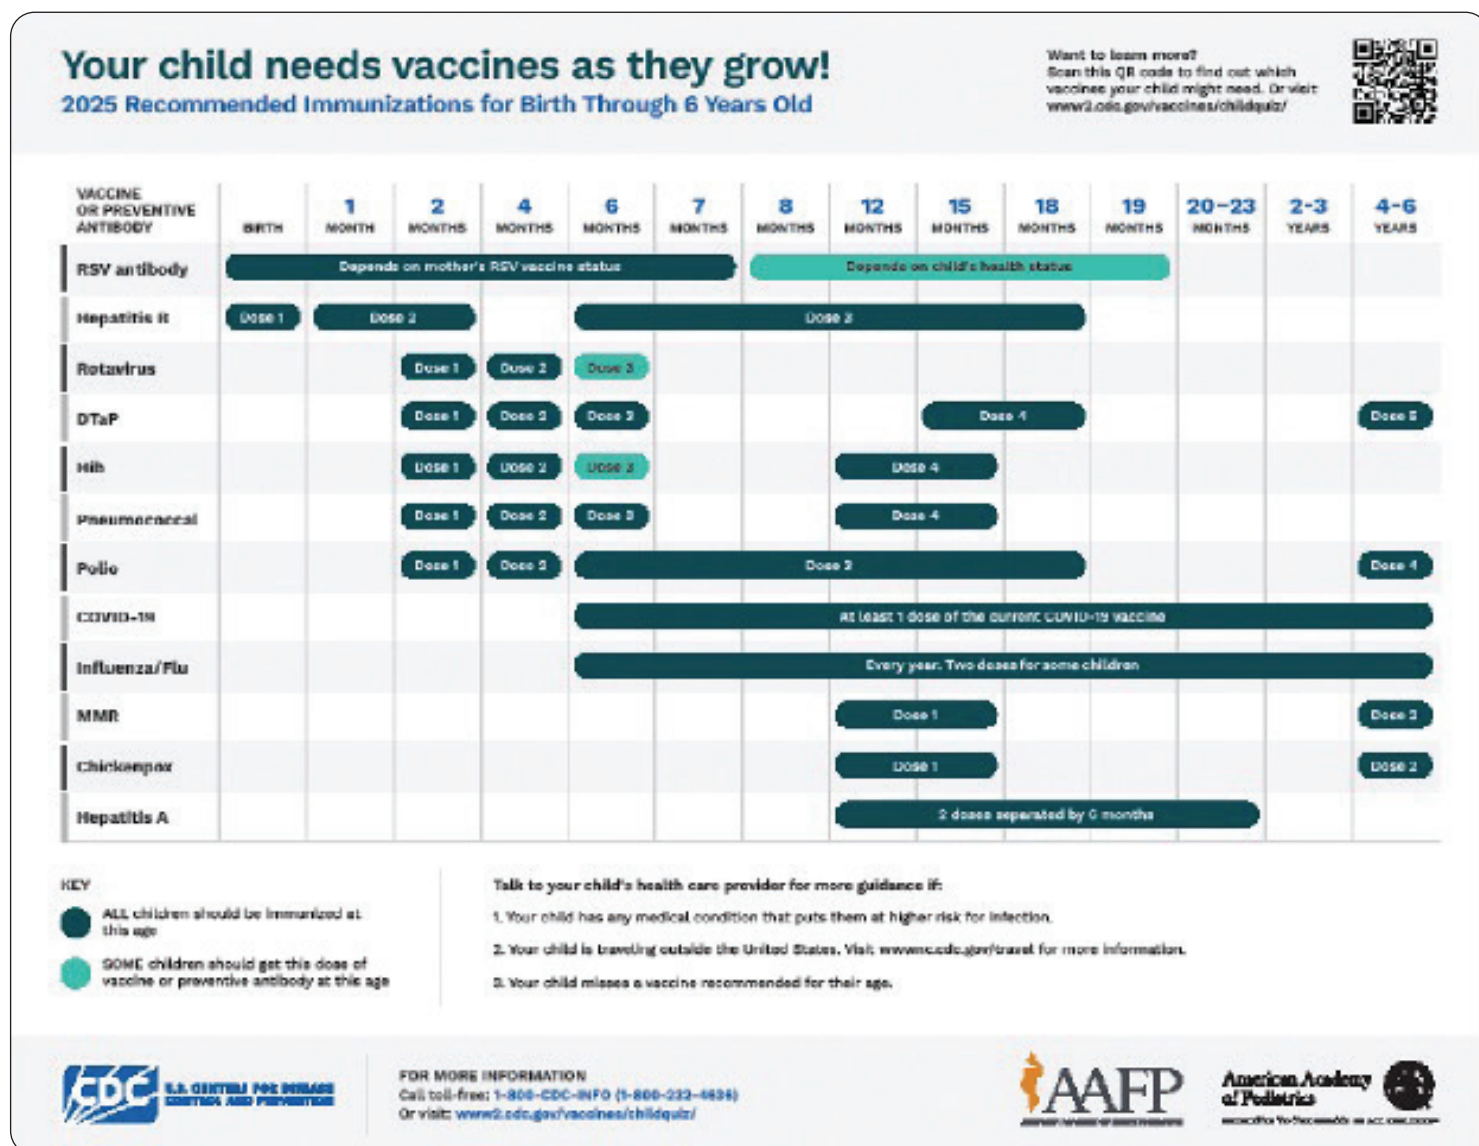 Your child needs vaccines as they grow!
2025 Recommended Immunizations for Birth Through 6 Years Old
Want to learn more?
Scan this QR code to find out which
vaccines your child might need. Or visit
www2.cdc.gov/vaccines/childquiz/
VACCINE
OR PREVENTIVE
ANTIBODY
BIRTH
1
MONTH
2
MONTHS
4
MONTHS
6
MONTHS
7
MONTHS
8
MONTHS
12
MONTHS
15
MONTHS
18
MONTHS
19
MONTHS
20–23
MONTHS
2–3
YEARS
4–6
YEARS
RSV antibody
Depends on mother's RSV vaccine status
Depends on child's health status
Hepatitis B
Dose 1
Dose 2
Dose 3
Rotavirus
Dose 1
Dose 2
Dose 3
DTaP
Dose 1
Dose 2
Dose 3
Dose 4
Dose 5
Hib
Dose 1
Dose 2
Dose 3
Dose 4
Pneumococcal
Dose 1
Dose 2
Dose 3
Dose 4
Polio
Dose 1
Dose 2
Dose 3
Dose 4
COVID-19
At least 1 dose of the current COVID-19 vaccine
Influenza/Flu
Every year. Two doses for some children
MMR
Dose 1
Dose 2
Chickenpox
Dose 1
Dose 2
Hepatitis A
2 doses separated by 6 months
KEY
ALL children should be immunized at
this age
SOME children should get this dose of
vaccine or preventive antibody at this age
Talk to your child's health care provider for more guidance if:
1. Your child has any medical condition that puts them at higher risk for infection.
2. Your child is traveling outside the United States. Visit wwwnc.cdc.gov/travel for more information.
3. Your child misses a vaccine recommended for their age.
CDC
U.S. CENTERS FOR DISEASE
CONTROL AND PREVENTION
FOR MORE INFORMATION
Call toll-free: 1-800-CDC-INFO (1-800-232-4636)
Or visit: www2.cdc.gov/vaccines/childquiz/
AAFP
American Academy
of Pediatrics